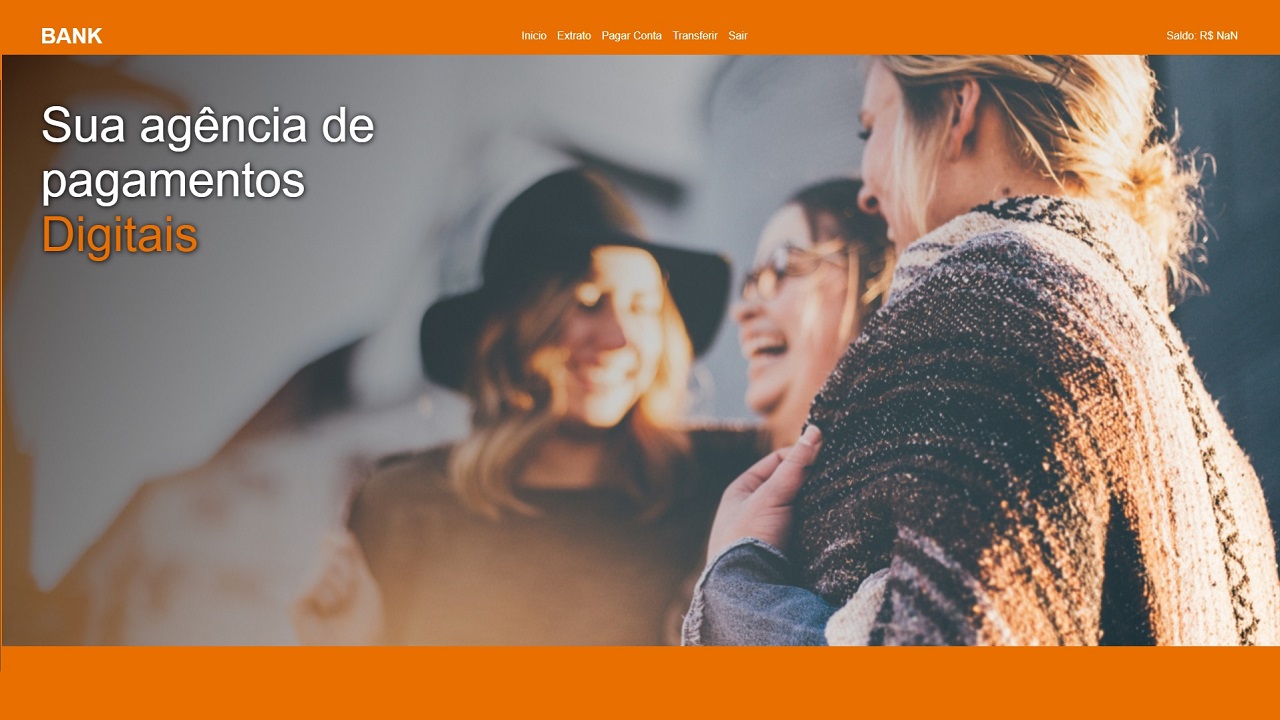 BANK
Inicio Extrato Pagar Conta Transferir Sair
Saldo: R$ NaN
Sua agência de
pagamentos
Digitais